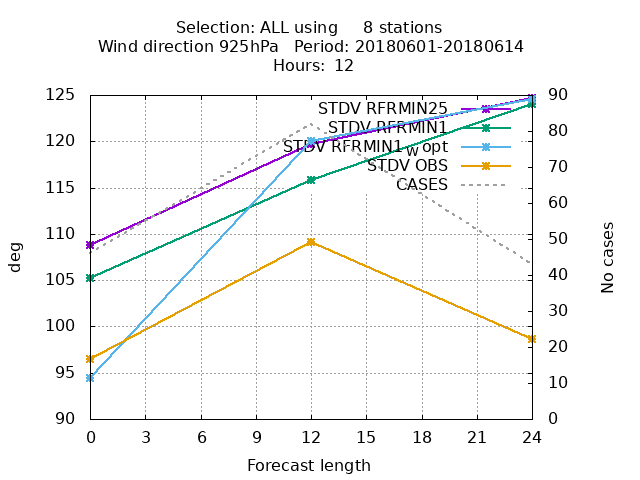 Selection: ALL using 8 stations
Wind direction 925hPa Period: 20180601-20180614
Hours: 12
125
120
115
110
105
100
95
90
deg
STDV RFRMIN25
STDV RFRMIN1
STDV RFRMIN1_w opt
STDV OBS
CASES
90
80
70
60
50
40
30
20
10
0
No cases
0 3 6 9 12 15 18 21 24
Forecast length